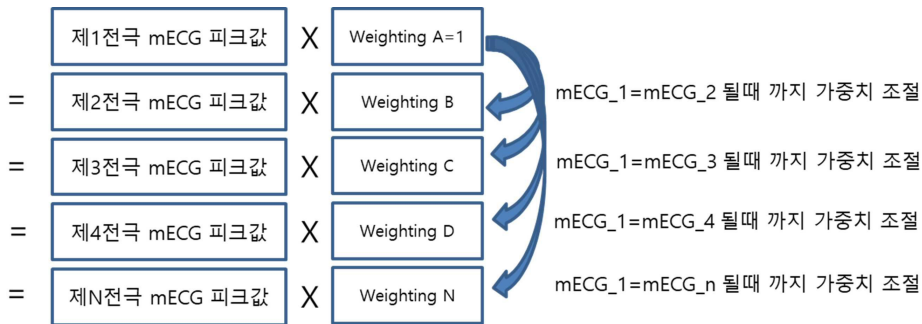 제1전극 mECG 피크값 X Weighting A=1
= 제2전극 mECG 피크값 X Weighting B mECG_1=mECG_2 될때 까지 가중치 조절
= 제3전극 mECG 피크값 X Weighting C mECG_1=mECG_3 될때 까지 가중치 조절
= 제4전극 mECG 피크값 X Weighting D mECG_1=mECG_4 될때 까지 가중치 조절
= 제N전극 mECG 피크값 X Weighting N mECG_1=mECG_n 될때 까지 가중치 조절